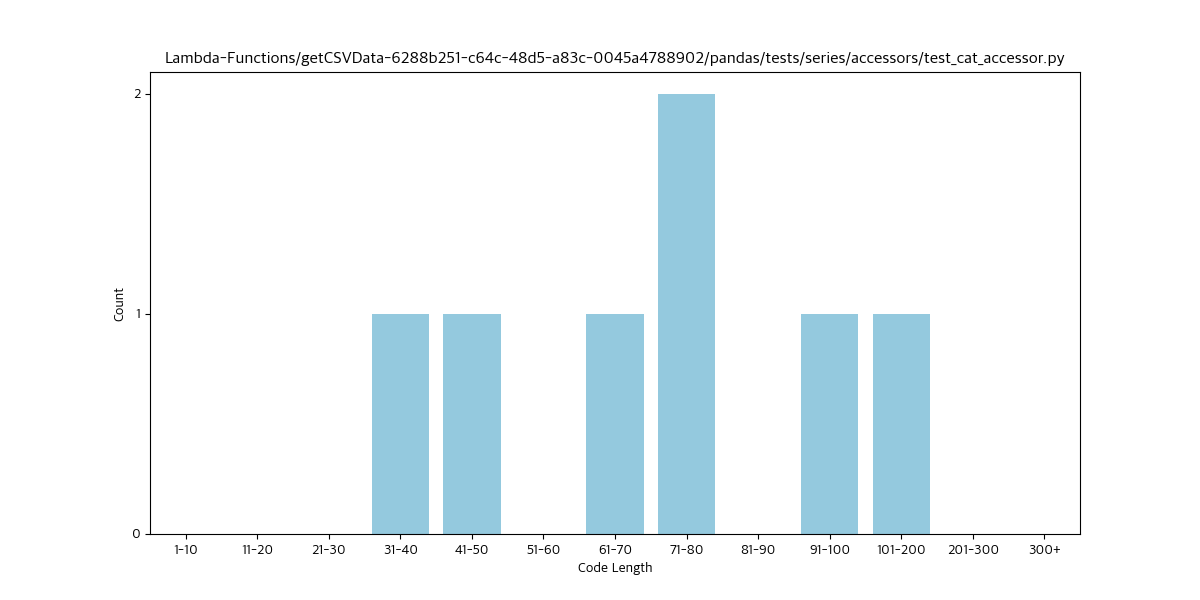 Lambda-Functions/getCSVData-6288b251-c64c-48d5-a83c-0045a4788902/pandas/tests/series/accessors/test_cat_accessor.py
2
1
0
Count
1-10 11-20 21-30 31-40 41-50 51-60 61-70 71-80 81-90 91-100 101-200 201-300 300+
Code Length